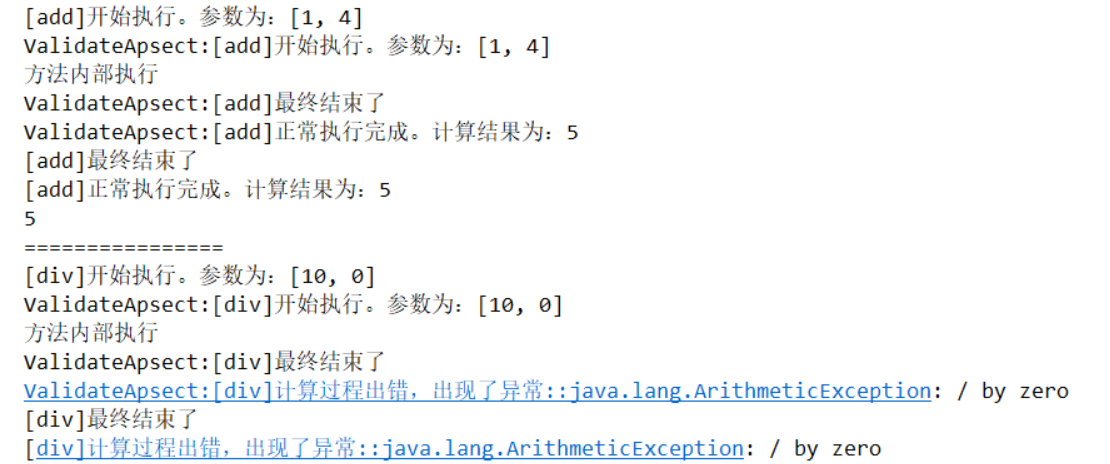 [add]开始执行。参数为：[1, 4]
ValidateApsect:[add]开始执行。参数为：[1, 4]
方法内部执行
ValidateApsect:[add]最终结束了
ValidateApsect:[add]正常执行完成。计算结果为：5
[add]最终结束了
[add]正常执行完成。计算结果为：5
5
================
[div]开始执行。参数为：[10, 0]
ValidateApsect:[div]开始执行。参数为：[10, 0]
方法内部执行
ValidateApsect:[div]最终结束了
ValidateApsect:[div]计算过程出错，出现了异常::java.lang.ArithmeticException: / by zero
[div]最终结束了
[div]计算过程出错，出现了异常::java.lang.ArithmeticException: / by zero